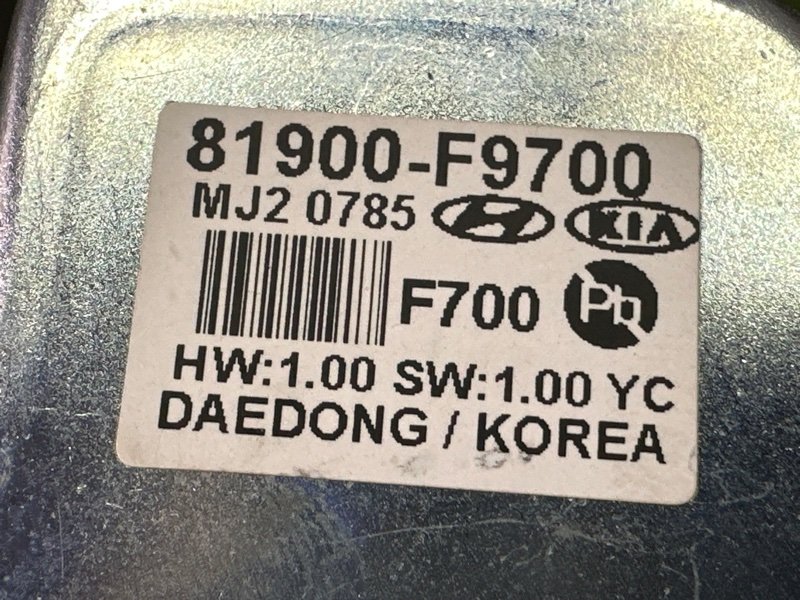 81900-F9700
MJ2 0785 KIA
F700 Pb
HW:1.00 SW:1.00 YC
DAEDONG / KOREA